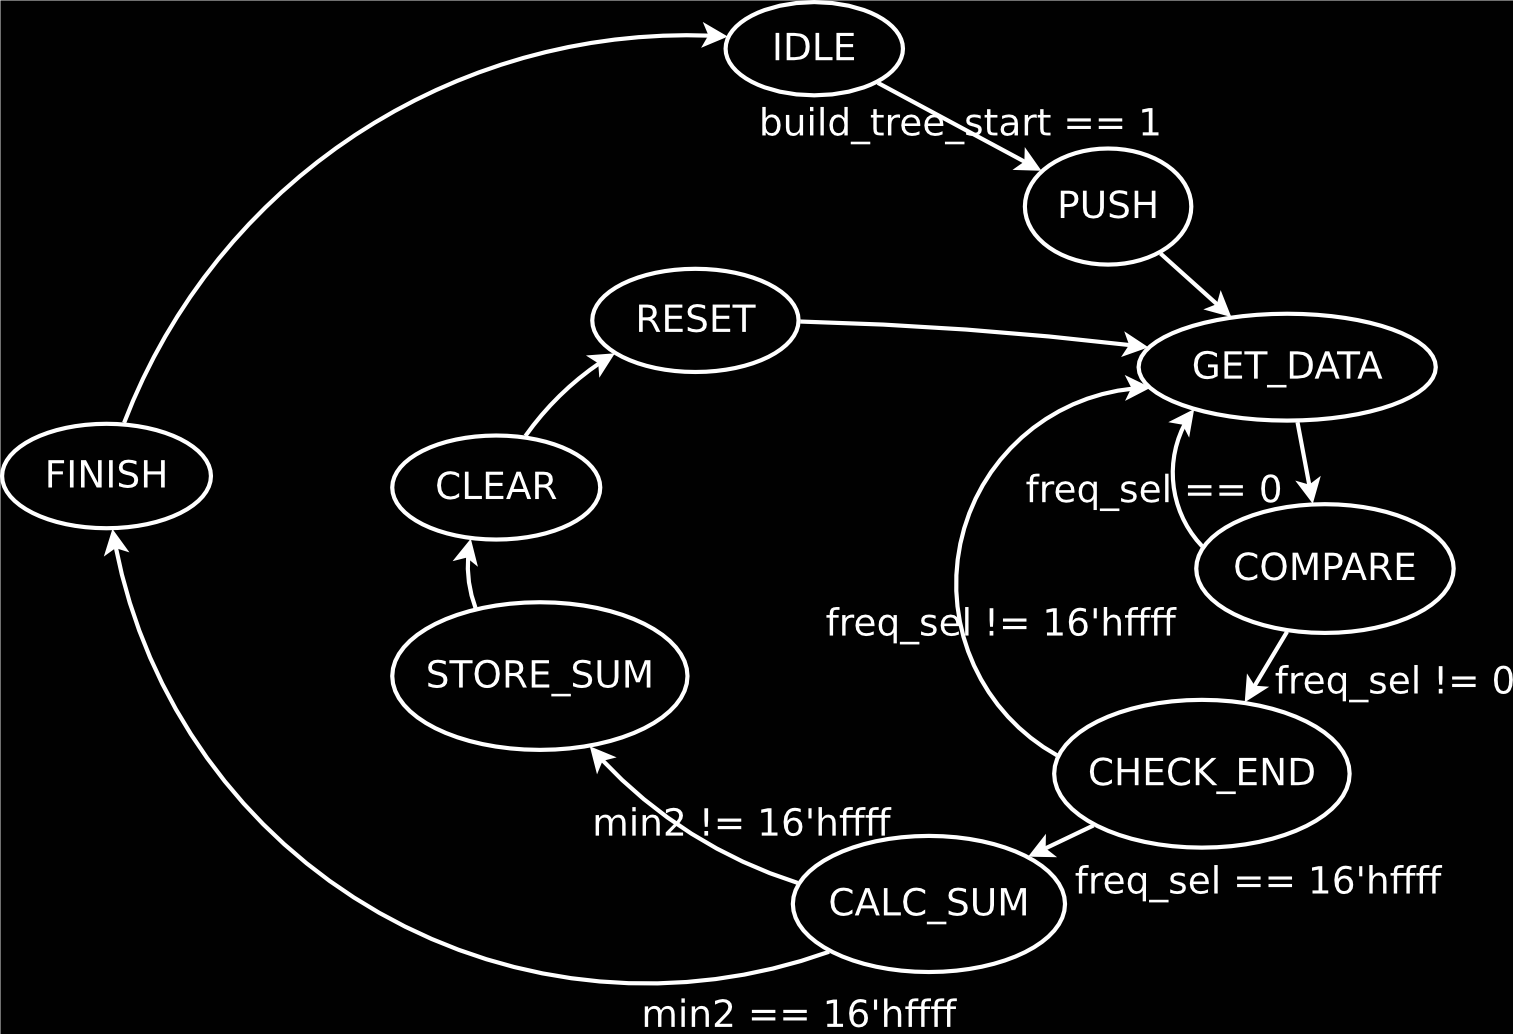 IDLE
build_tree_start == 1
PUSH
RESET
GET_DATA
FINISH
CLEAR
freq_sel == 0
COMPARE
freq_sel != 16'hffff
STORE_SUM
freq_sel != 0
CHECK_END
min2 != 16'hffff
freq_sel == 16'hffff
CALC_SUM
min2 == 16'hffff